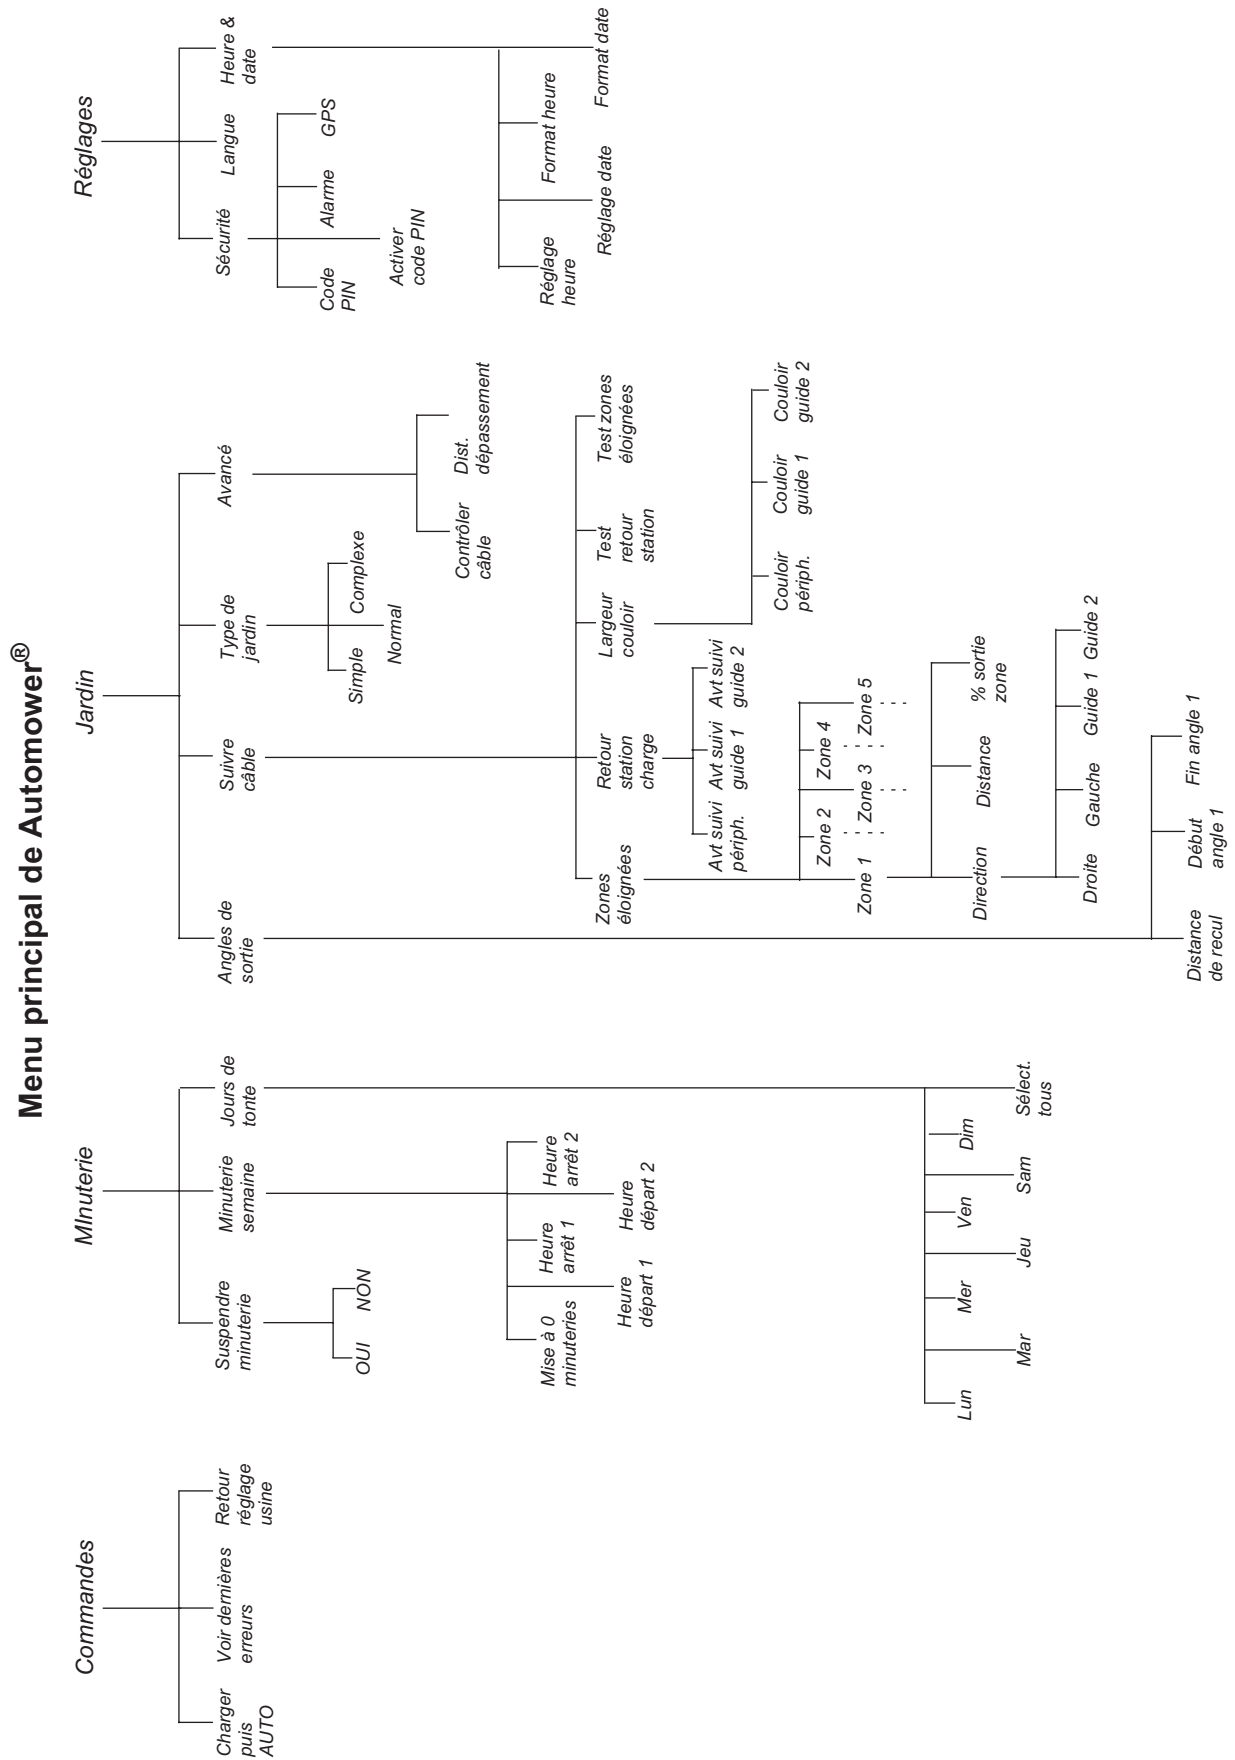 Menu principal de Automower®
Commandes
Charger
puis
AUTO
Voir dernières
erreurs
Retour
réglage
usine
MInuterie
Suspendre
minuterie
OUI
NON
Minuterie
semaine
Mise à 0
minuteries
Heure
départ 1
Heure
arrêt 1
Heure
départ 2
Heure
arrêt 2
Jours de
tonte
Lun
Mar
Mer
Jeu
Ven
Sam
Dim
Sélect.
tous
Jardin
Angles de
sortie
Distance
de recul
Début
angle 1
Fin angle 1
Suivre
câble
Zones
éloignées
Zone 1
Zone 2
Zone 3
Zone 4
Zone 5
Direction
Distance
% sortie
zone
Droite
Gauche
Guide 1
Guide 2
Retour
station
charge
Avt suivi
périph.
Avt suivi
guide 1
Avt suivi
guide 2
Largeur
couloir
Couloir
périph.
Couloir
guide 1
Couloir
guide 2
Test
retour
station
Test zones
éloignées
Type de
jardin
Simple
Normal
Complexe
Avancé
Contrôler
câble
Dist.
dépassement
Réglages
Sécurité
Code
PIN
Activer
code PIN
Alarme
GPS
Langue
Heure &
date
Réglage
heure
Réglage date
Format heure
Format date